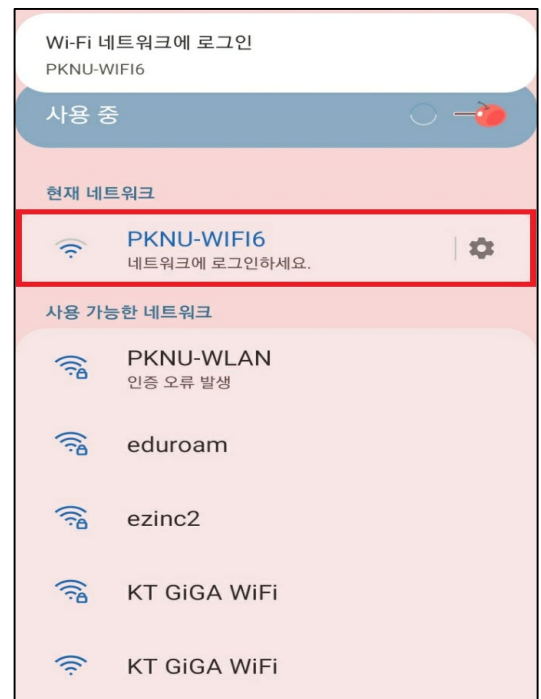 Wi-Fi 네트워크에 로그인
PKNU-WIFI6
사용 중
현재 네트워크
PKNU-WIFI6
네트워크에 로그인하세요.
사용 가능한 네트워크
PKNU-WLAN
인증 오류 발생
eduroam
ezinc2
KT GiGA WiFi
KT GiGA WiFi